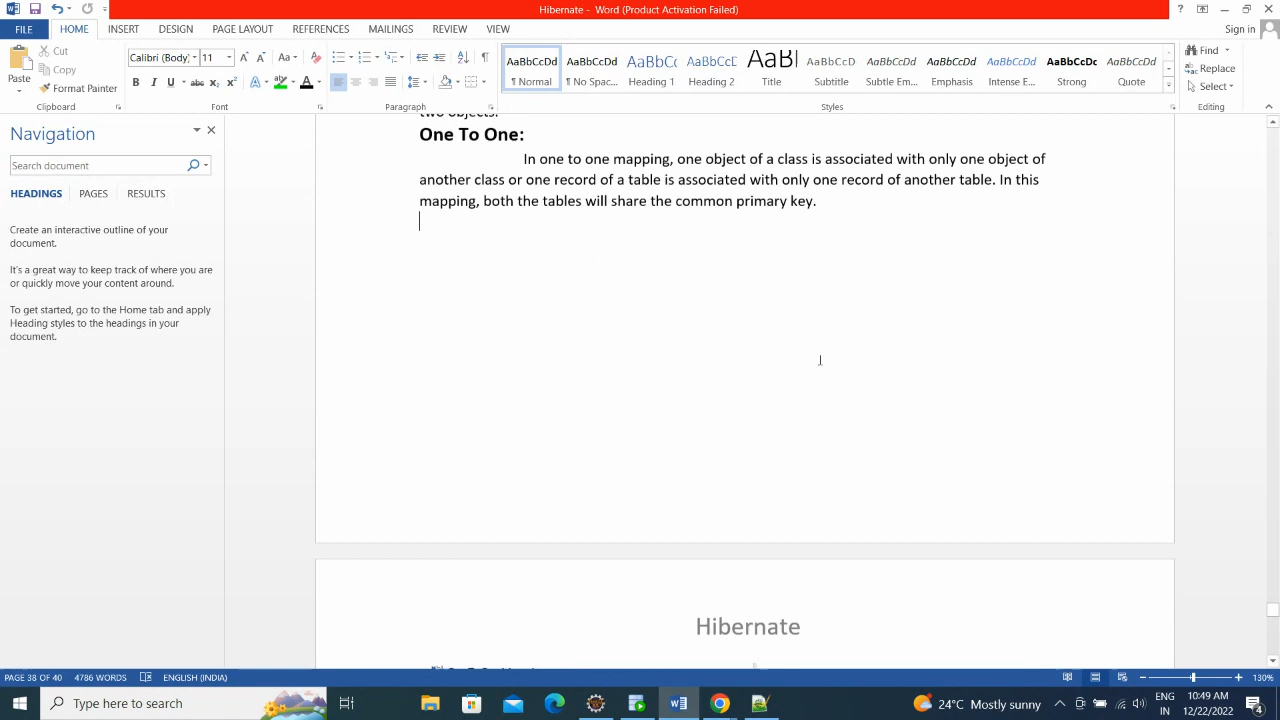 Hibernate - Word (Product Activation Failed)
Sign in
FILE HOME INSERT DESIGN PAGE LAYOUT REFERENCES MAILINGS REVIEW VIEW
Paste
Cut
Copy
Format Painter
Clipboard
Calibri (Body) 11
Font
Paragraph
AaBbCcDd AaBbCcDd AaBbCc AaBbCcD AaBl AaBbCcD AaBbCcDd AaBbCcDd AaBbCcDd AaBbCcDc AaBbCcDd
¶ Normal ¶ No Spac... Heading 1 Heading 2 Title Subtitle Subtle Em... Emphasis Intense E... Strong Quote
Styles
Find
Replace
Select
Editing
Navigation
Search document
HEADINGS PAGES RESULTS
Create an interactive outline of your
document.
It's a great way to keep track of where you are
or quickly move your content around.
To get started, go to the Home tab and apply
Heading styles to the headings in your
document.
two objects.
One To One:
In one to one mapping, one object of a class is associated with only one object of
another class or one record of a table is associated with only one record of another table. In this
mapping, both the tables will share the common primary key.
Hibernate
PAGE 38 OF 40 4786 WORDS ENGLISH (INDIA)
130%
Type here to search
24°C Mostly sunny
ENG
IN
10:49 AM
12/22/2022
4